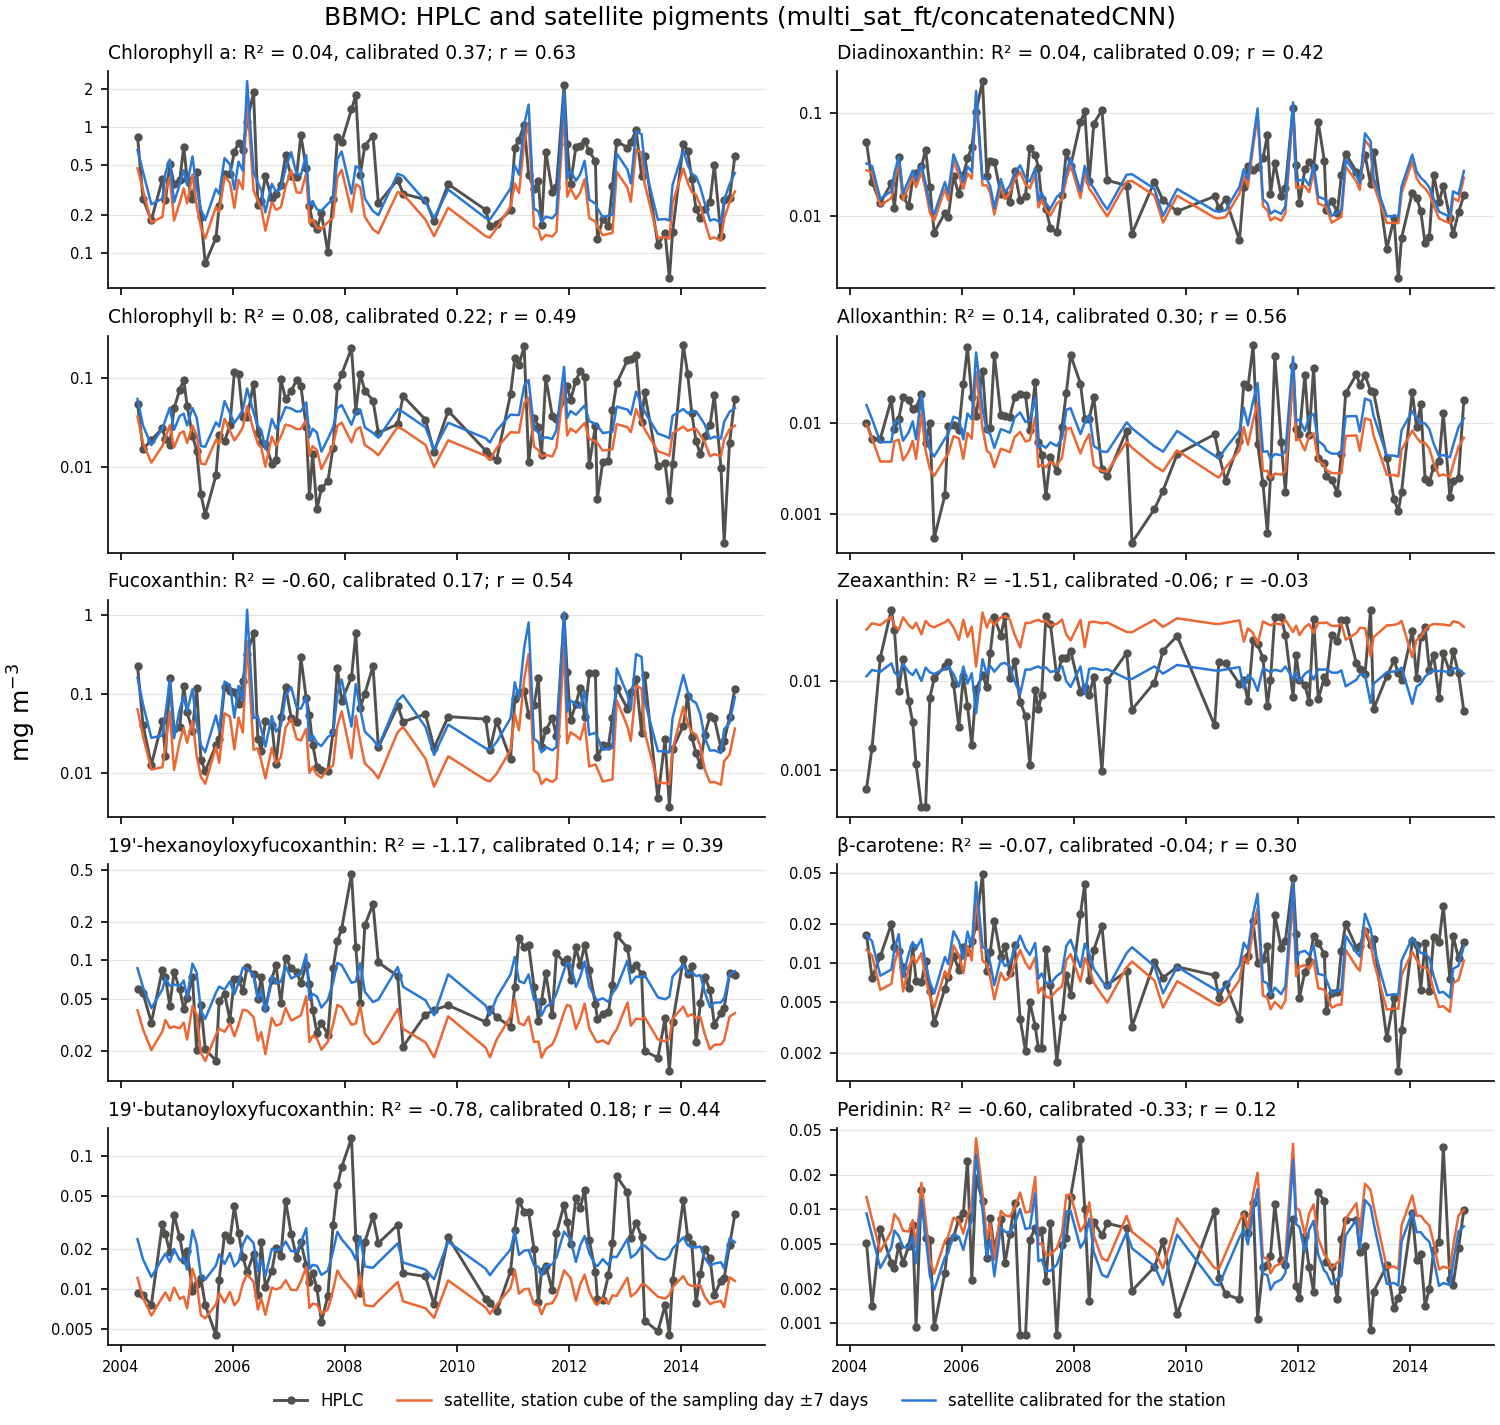 BBMO: HPLC and satellite pigments (multi_sat_ft/concatenatedCNN)
Chlorophyll a: R² = 0.04, calibrated 0.37; r = 0.63
2
1
0.5
0.2
0.1
Diadinoxanthin: R² = 0.04, calibrated 0.09; r = 0.42
0.1
0.01
Chlorophyll b: R² = 0.08, calibrated 0.22; r = 0.49
0.1
0.01
Alloxanthin: R² = 0.14, calibrated 0.30; r = 0.56
0.01
0.001
Fucoxanthin: R² = -0.60, calibrated 0.17; r = 0.54
1
0.1
0.01
Zeaxanthin: R² = -1.51, calibrated -0.06; r = -0.03
0.01
0.001
mg m⁻³
19'-hexanoyloxyfucoxanthin: R² = -1.17, calibrated 0.14; r = 0.39
0.5
0.2
0.1
0.05
0.02
β-carotene: R² = -0.07, calibrated -0.04; r = 0.30
0.05
0.02
0.01
0.005
0.002
19'-butanoyloxyfucoxanthin: R² = -0.78, calibrated 0.18; r = 0.44
0.1
0.05
0.02
0.01
0.005
2004 2006 2008 2010 2012 2014
Peridinin: R² = -0.60, calibrated -0.33; r = 0.12
0.05
0.02
0.01
0.005
0.002
0.001
2004 2006 2008 2010 2012 2014
HPLC satellite, station cube of the sampling day ±7 days satellite calibrated for the station